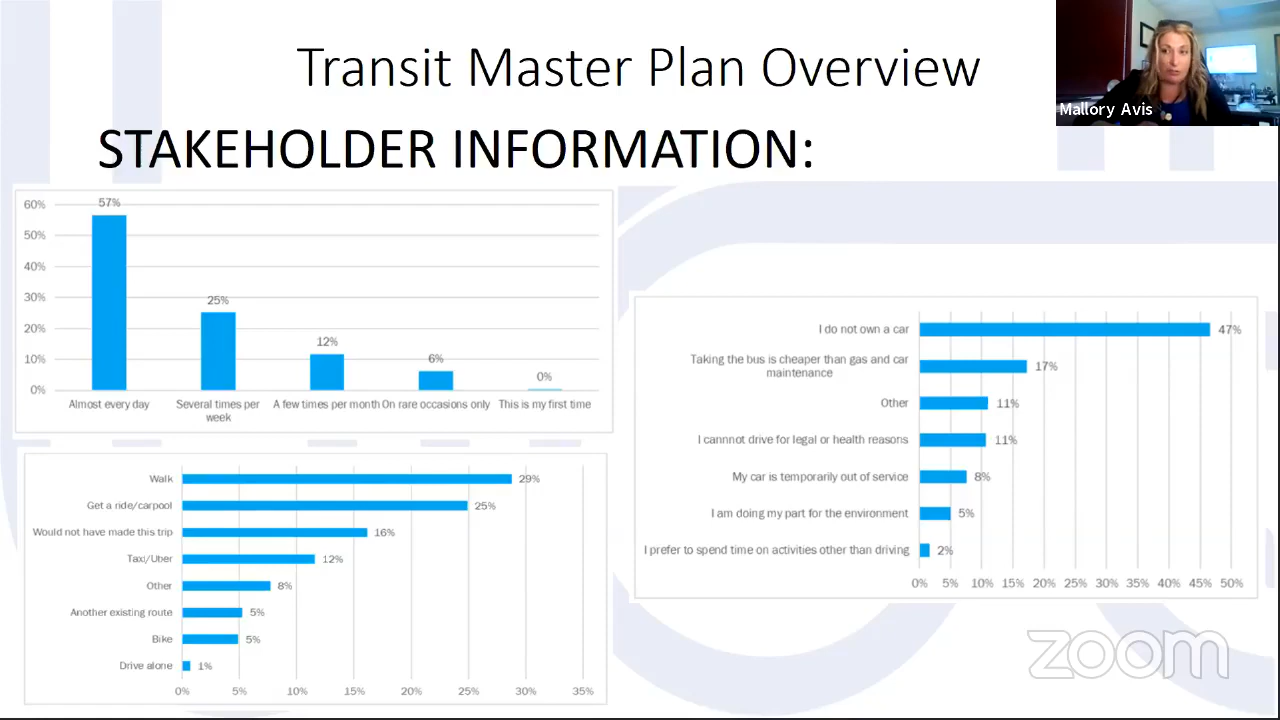 Transit Master Plan Overview
Mallory Avis
STAKEHOLDER INFORMATION:
60%
50%
40%
30%
20%
10%
0%
57%
25%
12%
6%
0%
Almost every day
Several times per
week
A few times per month
On rare occasions only
This is my first time
Walk
29%
Get a ride/carpool
25%
Would not have made this trip
16%
Taxi/Uber
12%
Other
8%
Another existing route
5%
Bike
5%
Drive alone
1%
0% 5% 10% 15% 20% 25% 30% 35%
I do not own a car
47%
Taking the bus is cheaper than gas and car
maintenance
17%
Other
11%
I cannnot drive for legal or health reasons
11%
My car is temporarily out of service
8%
I am doing my part for the environment
5%
I prefer to spend time on activities other than driving
2%
0% 5% 10% 15% 20% 25% 30% 35% 40% 45% 50%
zoom